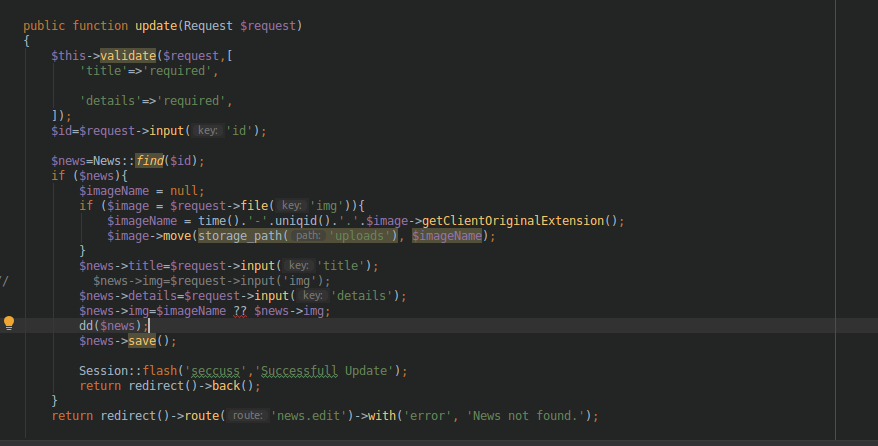 public function update(Request $request)
{
$this->validate($request,[
'title'=>'required',
'details'=>'required',
]);
$id=$request->input( key: 'id');
$news=News::find($id);
if ($news){
$imageName = null;
if ($image = $request->file( key: 'img')){
$imageName = time().'-'.uniqid().'.'.$image->getClientOriginalExtension();
$image->move(storage_path( path: 'uploads'), $imageName);
}
$news->title=$request->input( key: 'title');
// $news->img=$request->input('img');
$news->details=$request->input( key: 'details');
$news->img=$imageName ?? $news->img;
dd($news);
$news->save();
Session::flash('seccuss','Successfull Update');
return redirect()->back();
}
return redirect()->route( route: 'news.edit')->with('error', 'News not found.');